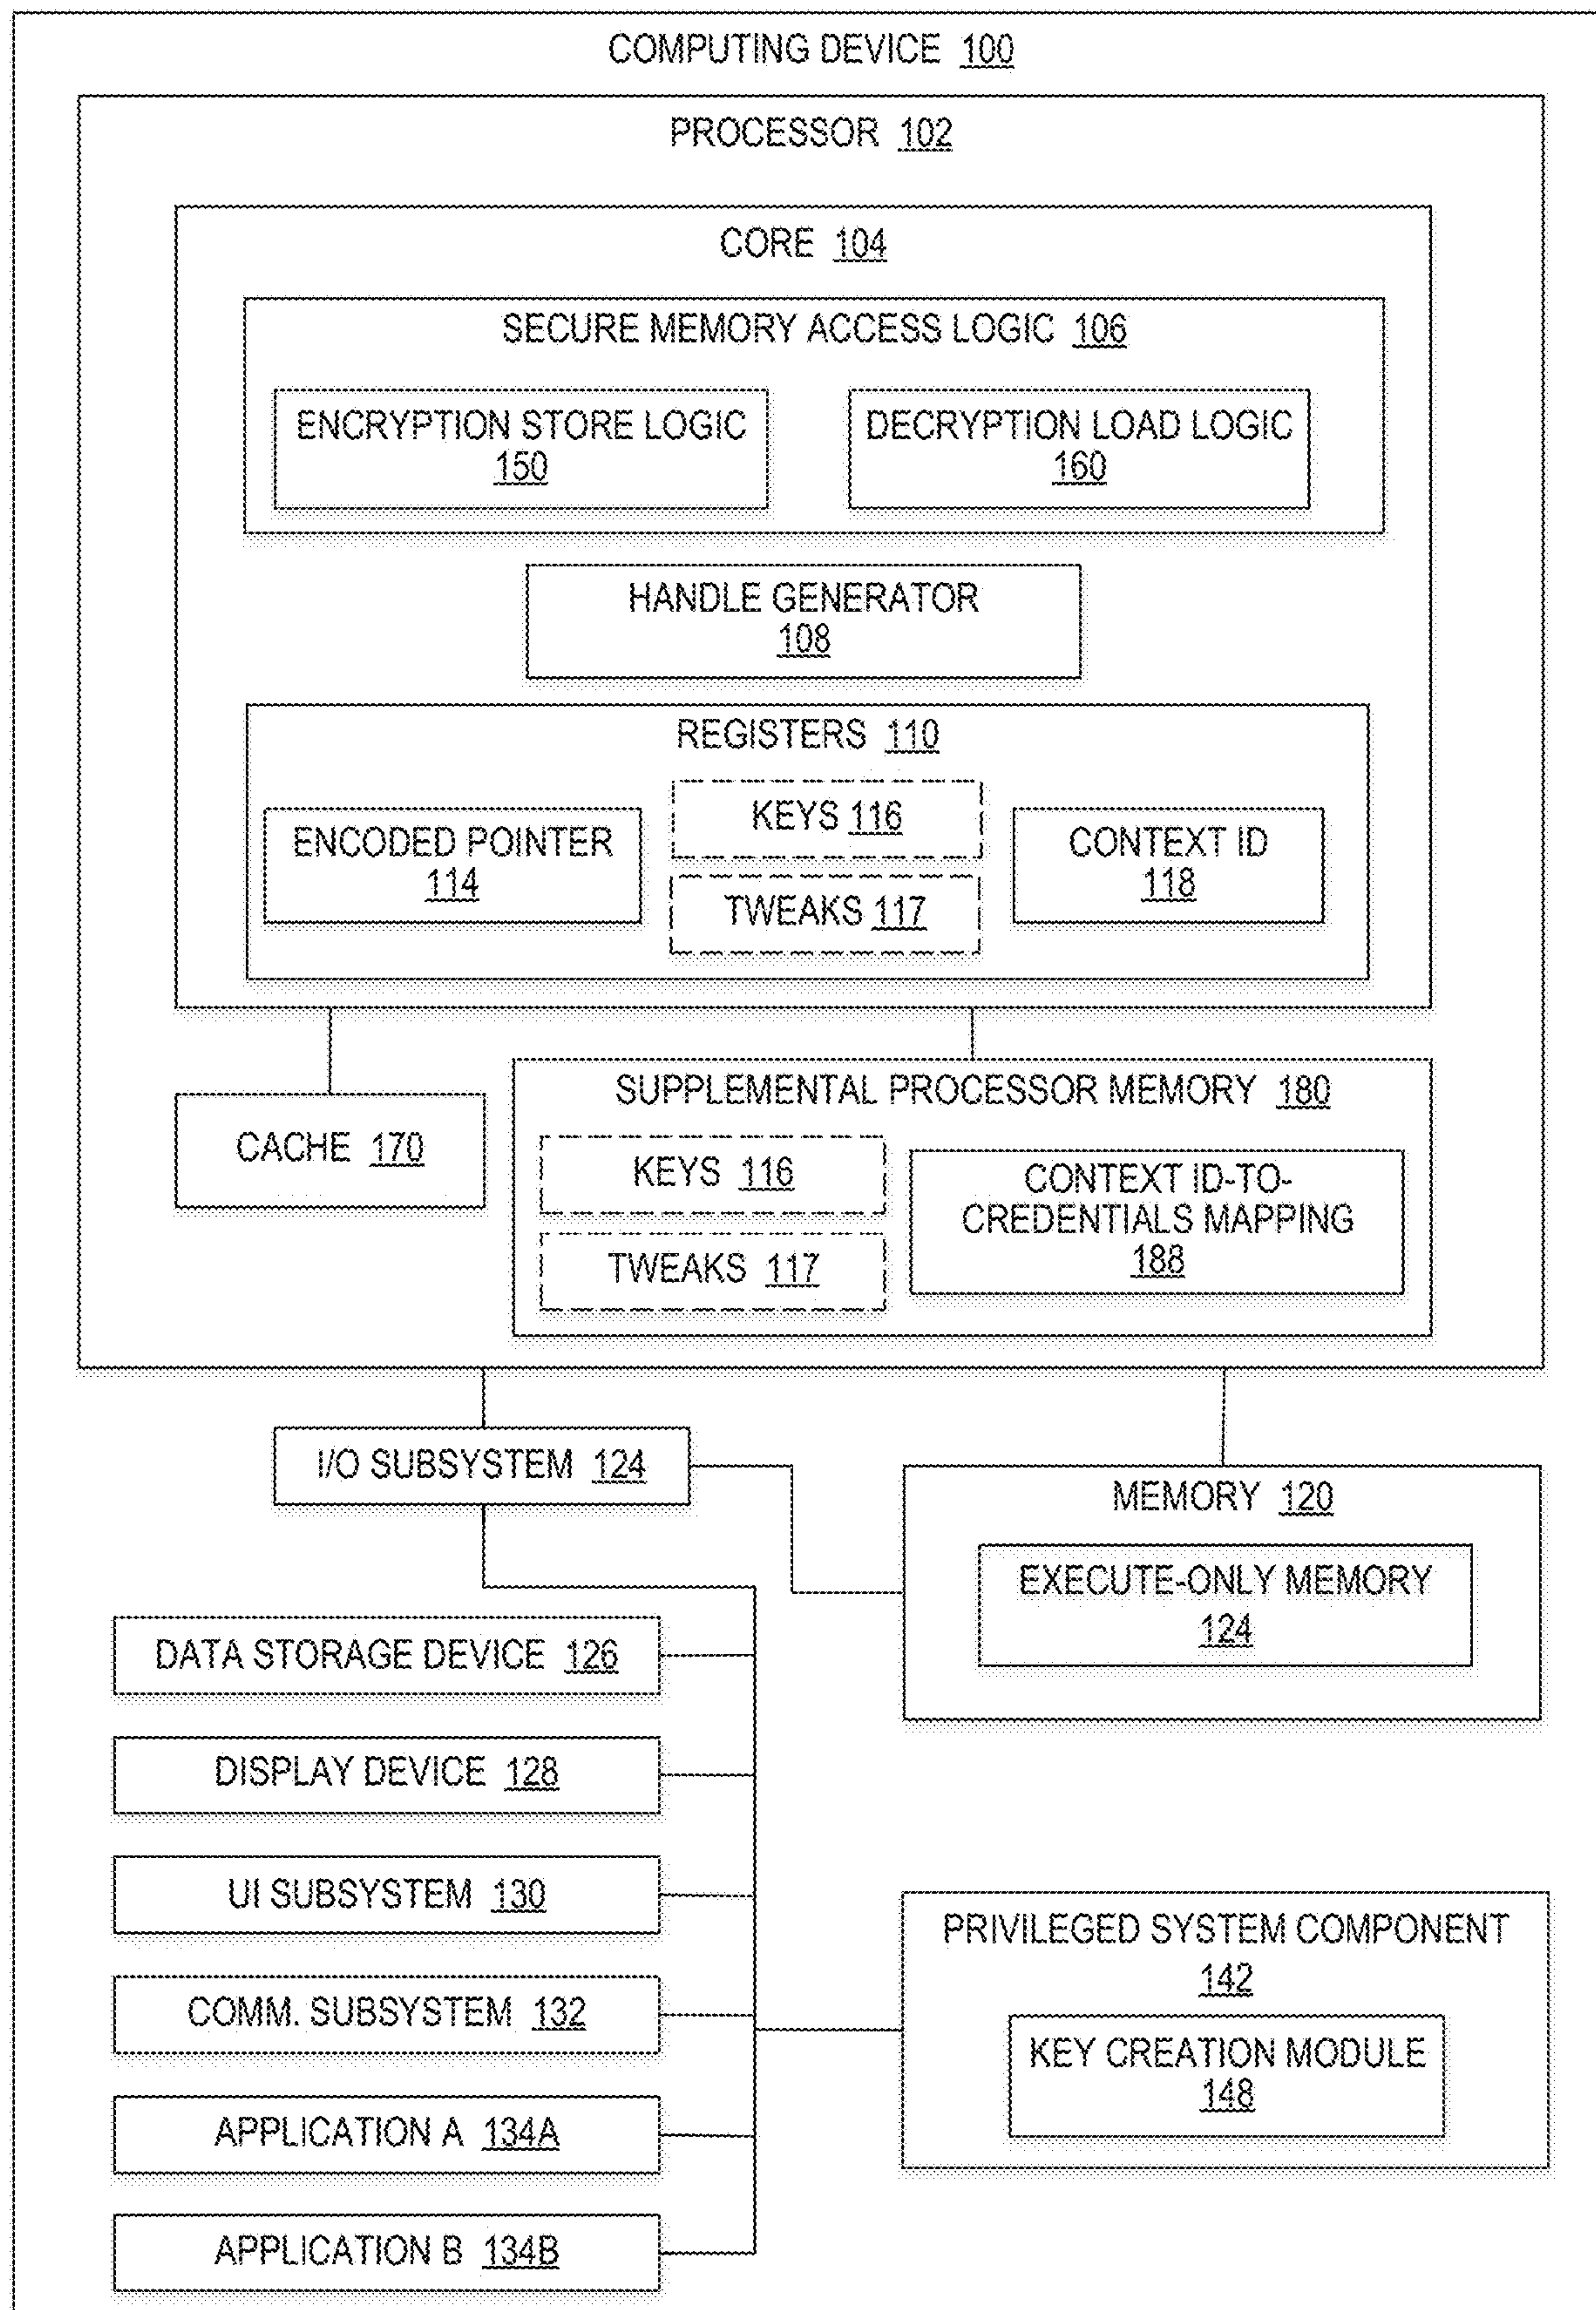 COMPUTING DEVICE 100
PROCESSOR 102
CORE 104
SECURE MEMORY ACCESS LOGIC 106
ENCRYPTION STORE LOGIC
150
DECRYPTION LOAD LOGIC
160
HANDLE GENERATOR
108
REGISTERS 110
ENCODED POINTER
114
KEYS 116
TWEAKS 117
CONTEXT ID
118
CACHE 170
SUPPLEMENTAL PROCESSOR MEMORY 180
KEYS 116
TWEAKS 117
CONTEXT ID-TO-
CREDENTIALS MAPPING
188
I/O SUBSYSTEM 124
MEMORY 120
EXECUTE-ONLY MEMORY
124
DATA STORAGE DEVICE 126
DISPLAY DEVICE 128
UI SUBSYSTEM 130
COMM. SUBSYSTEM 132
APPLICATION A 134A
APPLICATION B 134B
PRIVILEGED SYSTEM COMPONENT
142
KEY CREATION MODULE
148